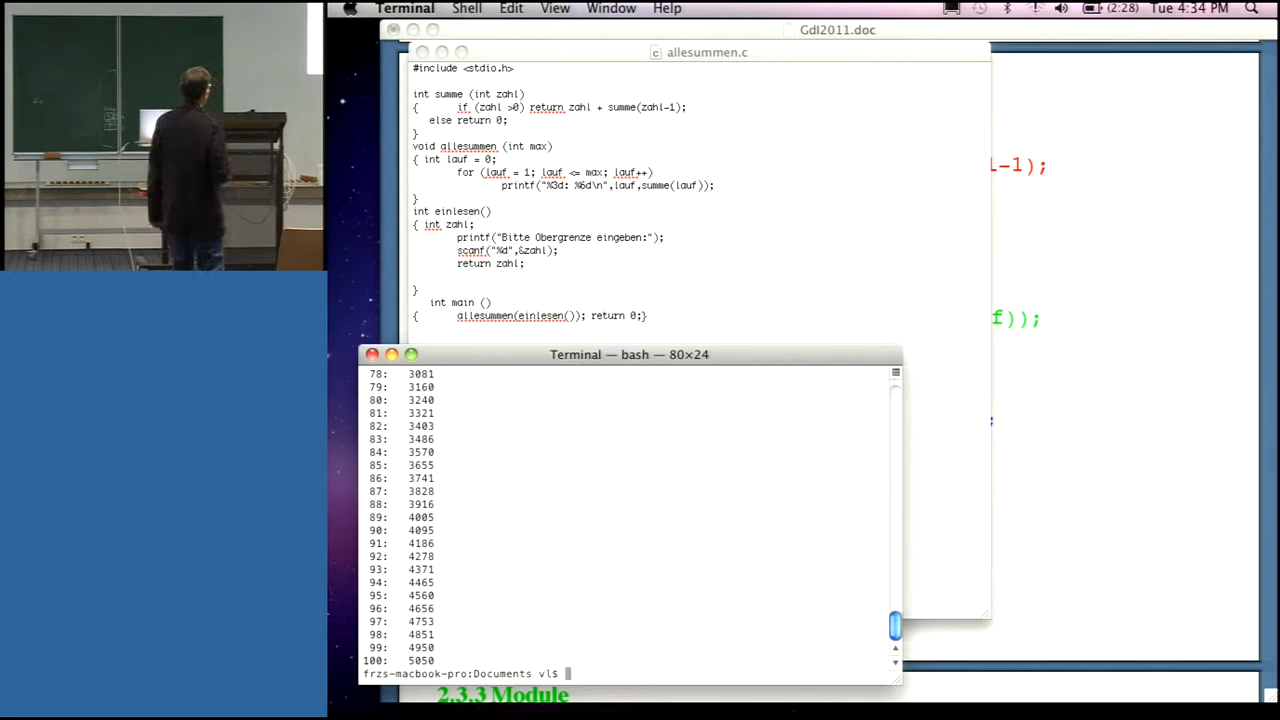 Terminal Shell Edit View Window Help (2:28) Tue 4:34 PM
GdI2011.doc
allesummen.c
#include <stdio.h>
int summe (int zahl)
{ if (zahl >0) return zahl + summe(zahl-1);
else return 0;
}
void allesummen (int max)
{ int lauf = 0;
for (lauf = 1; lauf <= max; lauf++)
printf("%3d: %6d\n",lauf,summe(lauf));
}
int einlesen()
{ int zahl;
printf("Bitte Obergrenze eingeben:");
scanf("%d",&zahl);
return zahl;
}
int main ()
{ allesummen(einlesen()); return 0;}
l-1);
f));
;
Terminal — bash — 80×24
78: 3081
79: 3160
80: 3240
81: 3321
82: 3403
83: 3486
84: 3570
85: 3655
86: 3741
87: 3828
88: 3916
89: 4005
90: 4095
91: 4186
92: 4278
93: 4371
94: 4465
95: 4560
96: 4656
97: 4753
98: 4851
99: 4950
100: 5050
frzs-macbook-pro:Documents vl$
2.3.3 Module